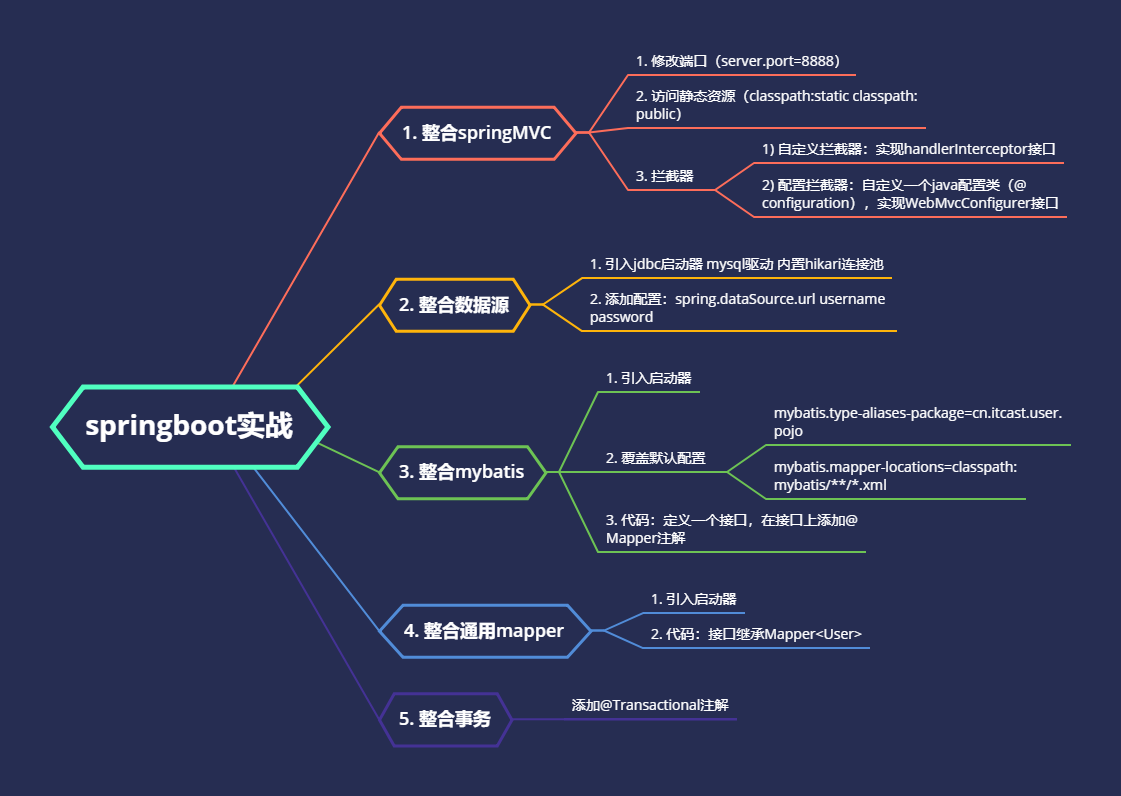 springboot实战
1. 整合springMVC
1. 修改端口（server.port=8888）
2. 访问静态资源（classpath:static classpath:
public）
3. 拦截器
1) 自定义拦截器：实现handlerInterceptor接口
2) 配置拦截器：自定义一个java配置类（@
configuration），实现WebMvcConfigurer接口
2. 整合数据源
1. 引入jdbc启动器 mysql驱动 内置hikari连接池
2. 添加配置：spring.dataSource.url username
password
3. 整合mybatis
1. 引入启动器
2. 覆盖默认配置
mybatis.type-aliases-package=cn.itcast.user.
pojo
mybatis.mapper-locations=classpath:
mybatis/**/*.xml
3. 代码：定义一个接口，在接口上添加@
Mapper注解
4. 整合通用mapper
1. 引入启动器
2. 代码：接口继承Mapper<User>
5. 整合事务
添加@Transactional注解